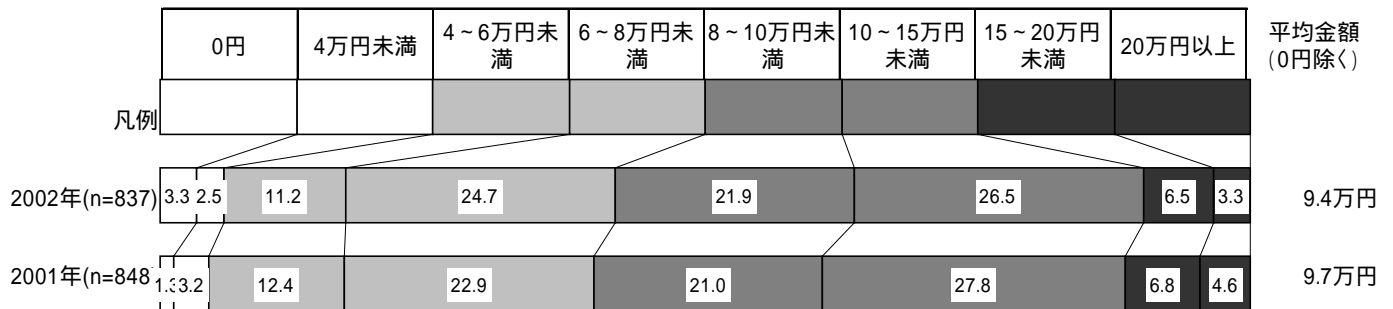 0円
4万円未満
4～6万円未
満
6～8万円未
満
8～10万円未
満
10～15万円
未満
15～20万円
未満
20万円以上
平均金額
(0円除く)
凡例
2002年(n=837)
3.3
2.5
11.2
24.7
21.9
26.5
6.5
3.3
9.4万円
2001年(n=848
1.3
3.2
12.4
22.9
21.0
27.8
6.8
4.6
9.7万円